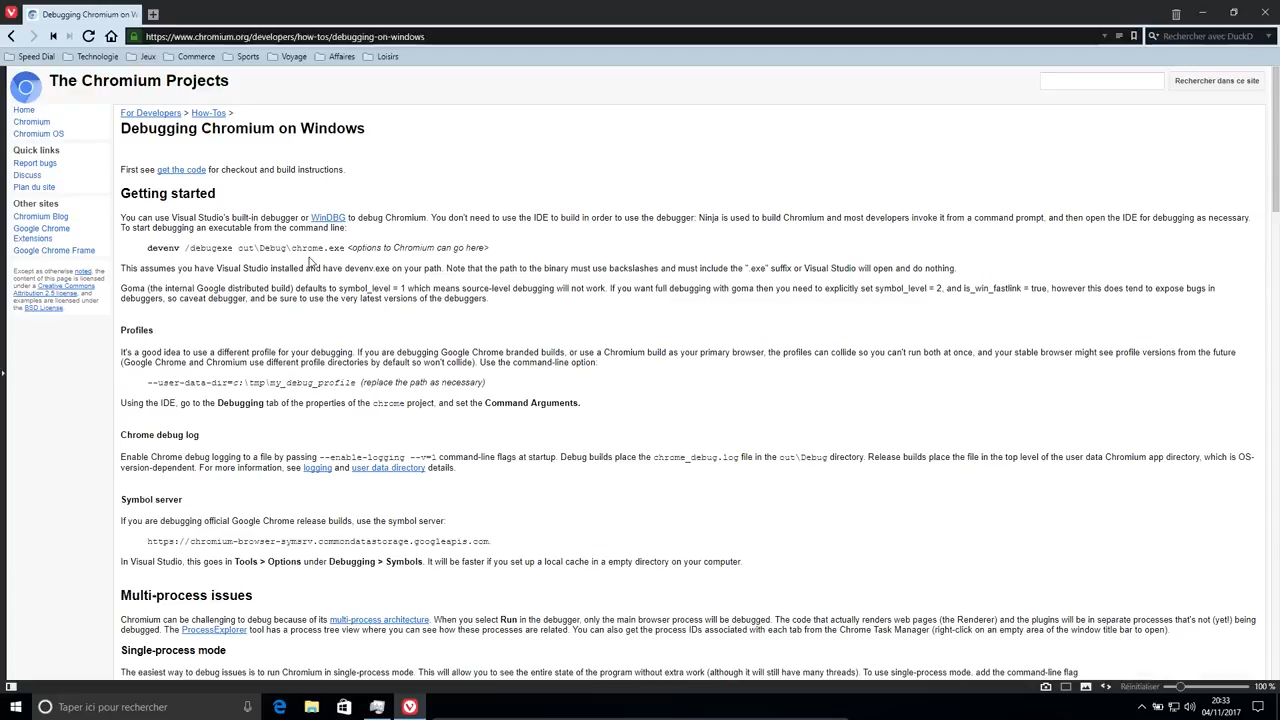 Debugging Chromium on W
https://www.chromium.org/developers/how-tos/debugging-on-windows
Rechercher avec DuckD
Speed Dial Technologie Jeux Commerce Sports Voyage Affaires Loisirs
The Chromium Projects
Rechercher dans ce site
Home
Chromium
Chromium OS
Quick links
Report bugs
Discuss
Plan du site
Other sites
Chromium Blog
Google Chrome
Extensions
Google Chrome Frame
Except as otherwise noted, the
content of this page is licensed
under a Creative Commons
Attribution 2.5 license, and
examples are licensed under
the BSD License.
For Developers > How-Tos >
Debugging Chromium on Windows
First see get the code for checkout and build instructions.
Getting started
You can use Visual Studio's built-in debugger or WinDBG to debug Chromium. You don't need to use the IDE to build in order to use the debugger: Ninja is used to build Chromium and most developers invoke it from a command prompt, and then open the IDE for debugging as necessary.
To start debugging an executable from the command line:
devenv /debugexe out\Debug\chrome.exe <options to Chromium can go here>
This assumes you have Visual Studio installed and have devenv.exe on your path. Note that the path to the binary must use backslashes and must include the ".exe" suffix or Visual Studio will open and do nothing.
Goma (the internal Google distributed build) defaults to symbol_level = 1 which means source-level debugging will not work. If you want full debugging with goma then you need to explicitly set symbol_level = 2, and is_win_fastlink = true, however this does tend to expose bugs in
debuggers, so caveat debugger, and be sure to use the very latest versions of the debuggers.
Profiles
It's a good idea to use a different profile for your debugging. If you are debugging Google Chrome branded builds, or use a Chromium build as your primary browser, the profiles can collide so you can't run both at once, and your stable browser might see profile versions from the future
(Google Chrome and Chromium use different profile directories by default so won't collide). Use the command-line option:
--user-data-dir=c:\tmp\my_debug_profile (replace the path as necessary)
Using the IDE, go to the Debugging tab of the properties of the chrome project, and set the Command Arguments.
Chrome debug log
Enable Chrome debug logging to a file by passing --enable-logging --v=1 command-line flags at startup. Debug builds place the chrome_debug.log file in the out\Debug directory. Release builds place the file in the top level of the user data Chromium app directory, which is OS-
version-dependent. For more information, see logging and user data directory details.
Symbol server
If you are debugging official Google Chrome release builds, use the symbol server:
https://chromium-browser-symsrv.commondatastorage.googleapis.com.
In Visual Studio, this goes in Tools > Options under Debugging > Symbols. It will be faster if you set up a local cache in a empty directory on your computer.
Multi-process issues
Chromium can be challenging to debug because of its multi-process architecture. When you select Run in the debugger, only the main browser process will be debugged. The code that actually renders web pages (the Renderer) and the plugins will be in separate processes that's not (yet!) being
debugged. The ProcessExplorer tool has a process tree view where you can see how these processes are related. You can also get the process IDs associated with each tab from the Chrome Task Manager (right-click on an empty area of the window title bar to open).
Single-process mode
The easiest way to debug issues is to run Chromium in single-process mode. This will allow you to see the entire state of the program without extra work (although it will still have many threads). To use single-process mode, add the command-line flag
Réinitialiser 100 %
Taper ici pour rechercher
20:33
04/11/2017